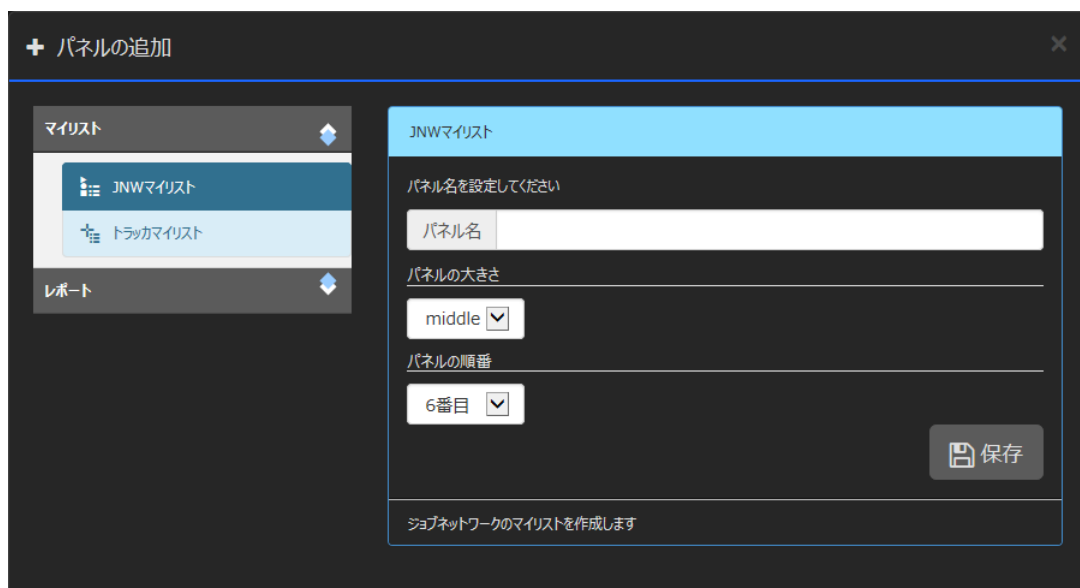 パネルの追加
マイリスト
JNWマイリスト
トラッカマイリスト
レポート
JNWマイリスト
パネル名を設定してください
パネル名
パネルの大きさ
middle
パネルの順番
6番目
保存
ジョブネットワークのマイリストを作成します